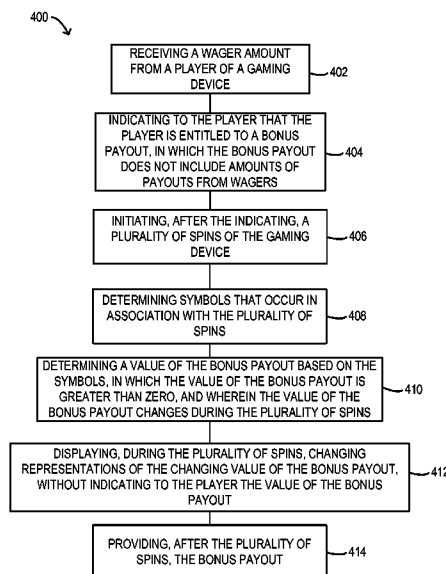 400
RECEIVING A WAGER AMOUNT
FROM A PLAYER OF A GAMING
DEVICE
402
INDICATING TO THE PLAYER THAT THE
PLAYER IS ENTITLED TO A BONUS
PAYOUT, IN WHICH THE BONUS PAYOUT
DOES NOT INCLUDE AMOUNTS OF
PAYOUTS FROM WAGERS
404
INITIATING, AFTER THE INDICATING, A
PLURALITY OF SPINS OF THE GAMING
DEVICE
406
DETERMINING SYMBOLS THAT OCCUR IN
ASSOCIATION WITH THE PLURALITY OF
SPINS
408
DETERMINING A VALUE OF THE BONUS PAYOUT BASED ON THE
SYMBOLS, IN WHICH THE VALUE OF THE BONUS PAYOUT IS
GREATER THAN ZERO, AND WHEREIN THE VALUE OF THE
BONUS PAYOUT CHANGES DURING THE PLURALITY OF SPINS
410
DISPLAYING, DURING THE PLURALITY OF SPINS, CHANGING
REPRESENTATIONS OF THE CHANGING VALUE OF THE BONUS PAYOUT,
WITHOUT INDICATING TO THE PLAYER THE VALUE OF THE BONUS
PAYOUT
412
PROVIDING, AFTER THE PLURALITY OF
SPINS, THE BONUS PAYOUT
414